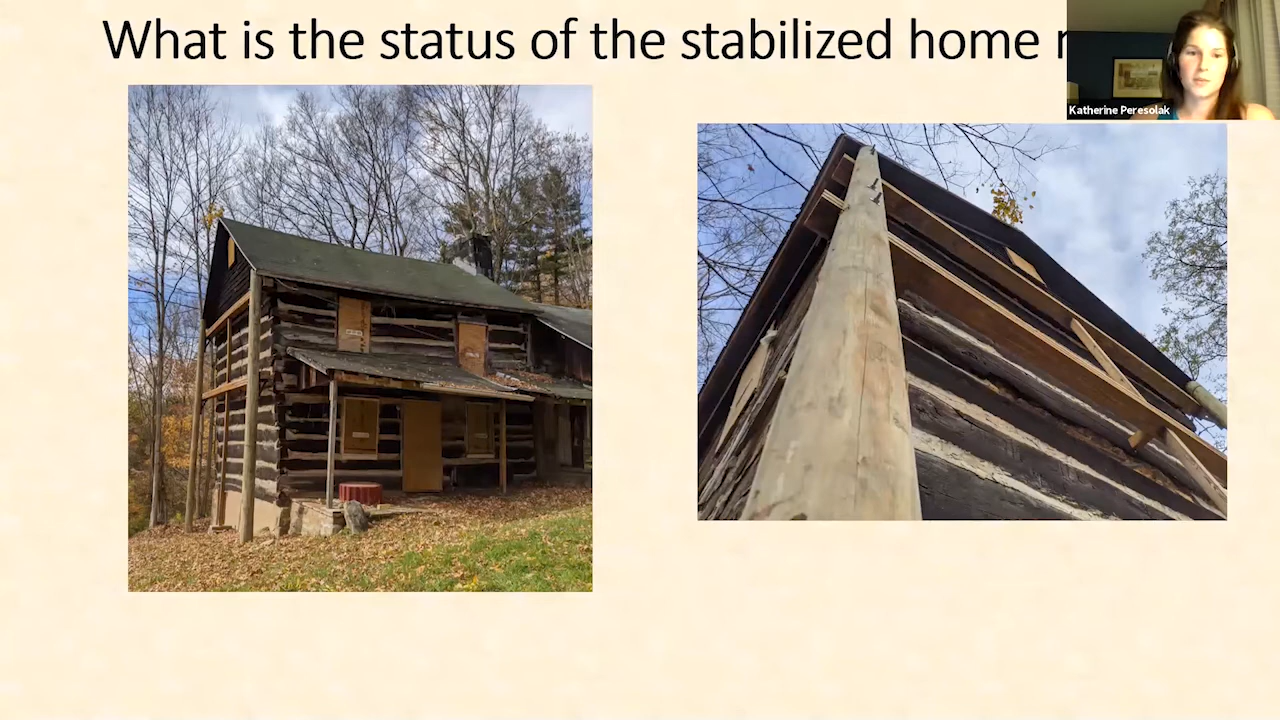 What is the status of the stabilized home
Katherine Peresolak